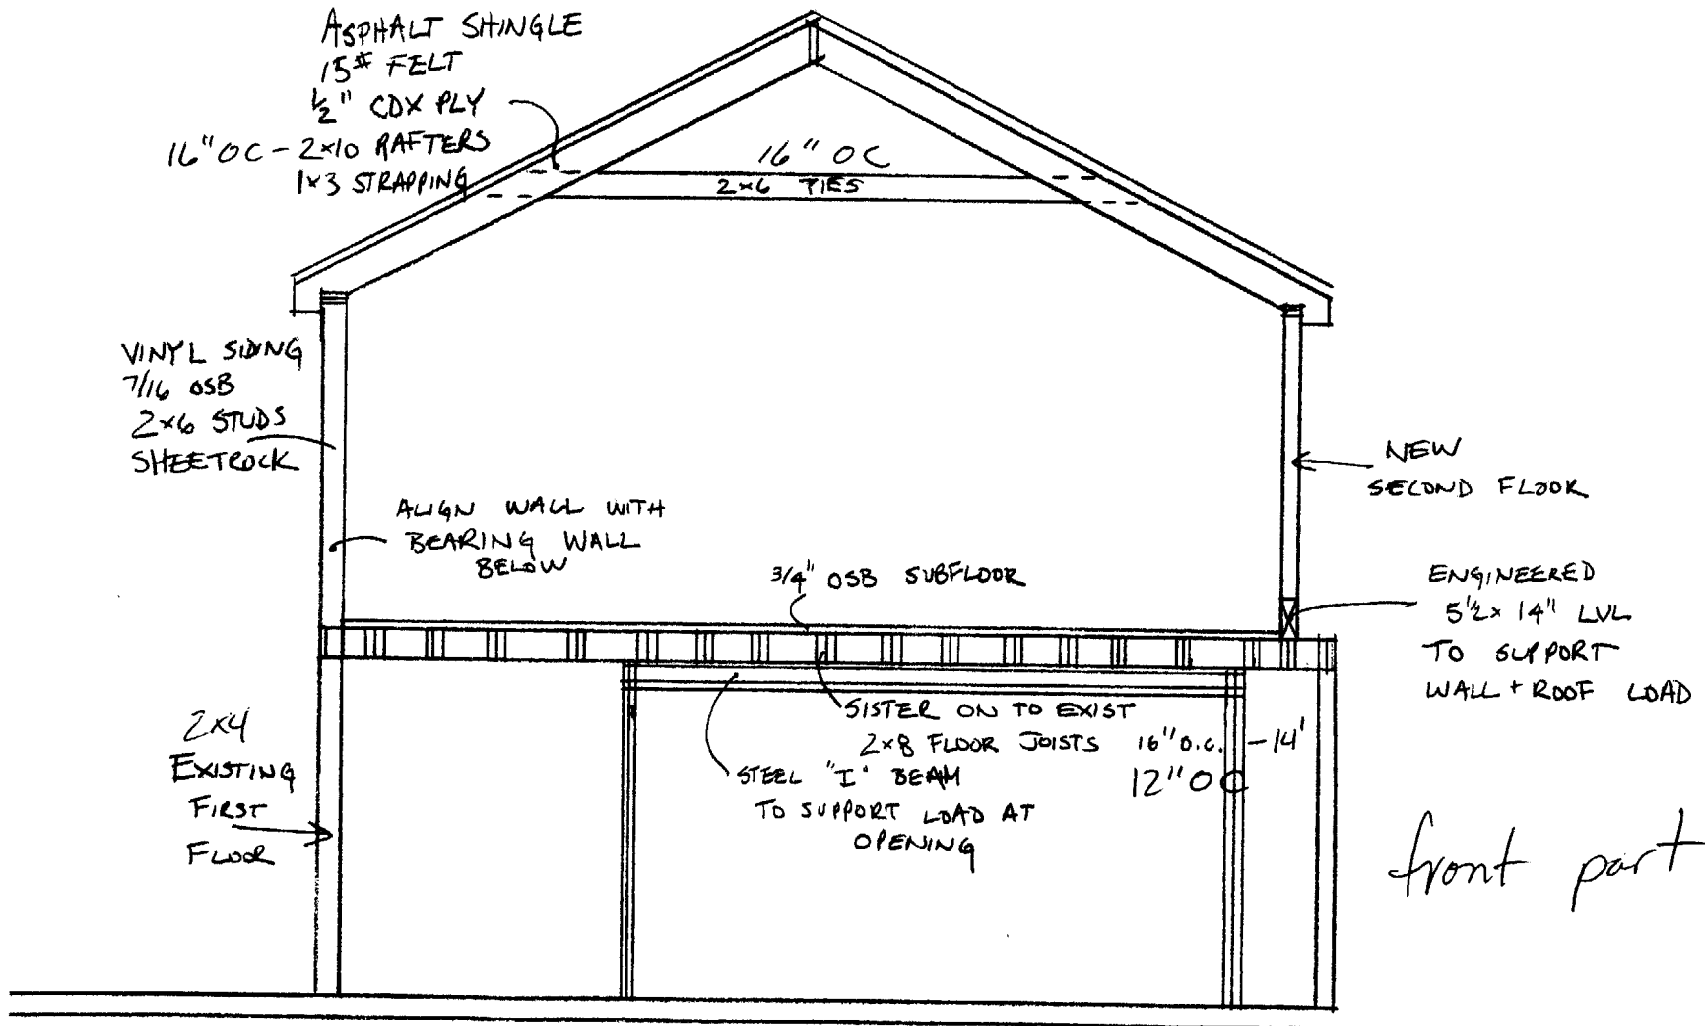 ASPHALT SHINGLE
15# FELT
1/2" CDX PLY
16" OC - 2x10 RAFTERS
1x3 STRAPPING
16" OC
2x6 TIES
VINYL SIDING
7/16 OSB
2x6 STUDS
SHEETROCK
NEW
SECOND FLOOR
ALIGN WALL WITH
BEARING WALL
BELOW
3/4" OSB SUBFLOOR
ENGINEERED
5 1/2 x 14" LVL
TO SUPPORT
WALL + ROOF LOAD
2x4
EXISTING
FIRST
FLOOR
SISTER ON TO EXIST
2x8 FLOOR JOISTS 16" O.C. - 14'
12" OC
STEEL "I" BEAM
TO SUPPORT LOAD AT
OPENING
front part